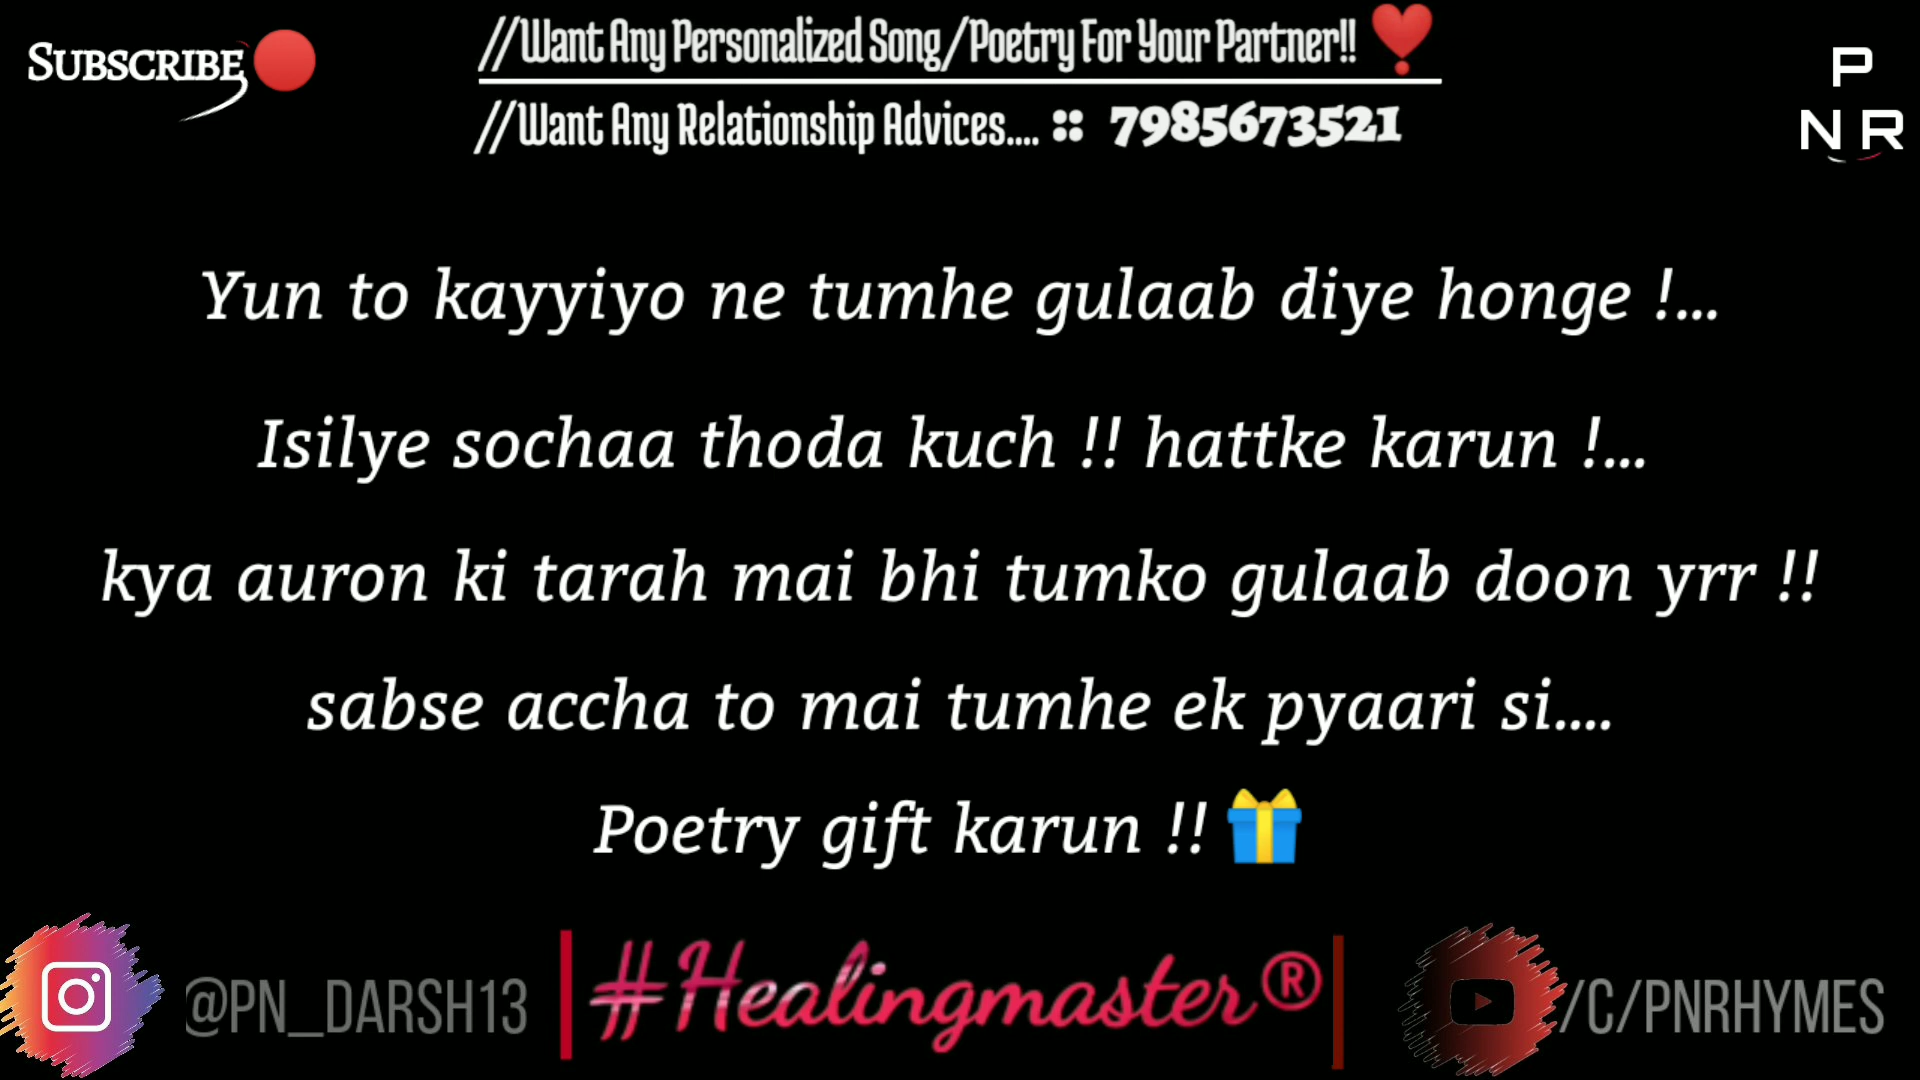 SUBSCRIBE
//Want Any Personalized Song/Poetry For Your Partner!!
//Want Any Relationship Advices.... :: 7985673521
P
N R
Yun to kayyiyo ne tumhe gulaab diye honge !...
Isilye sochaa thoda kuch !! hattke karun !...
kya auron ki tarah mai bhi tumko gulaab doon yrr !!
sabse accha to mai tumhe ek pyaari si....
Poetry gift karun !! 🎁
@PN_DARSH13
#Healingmaster®
/C/PNRHYMES